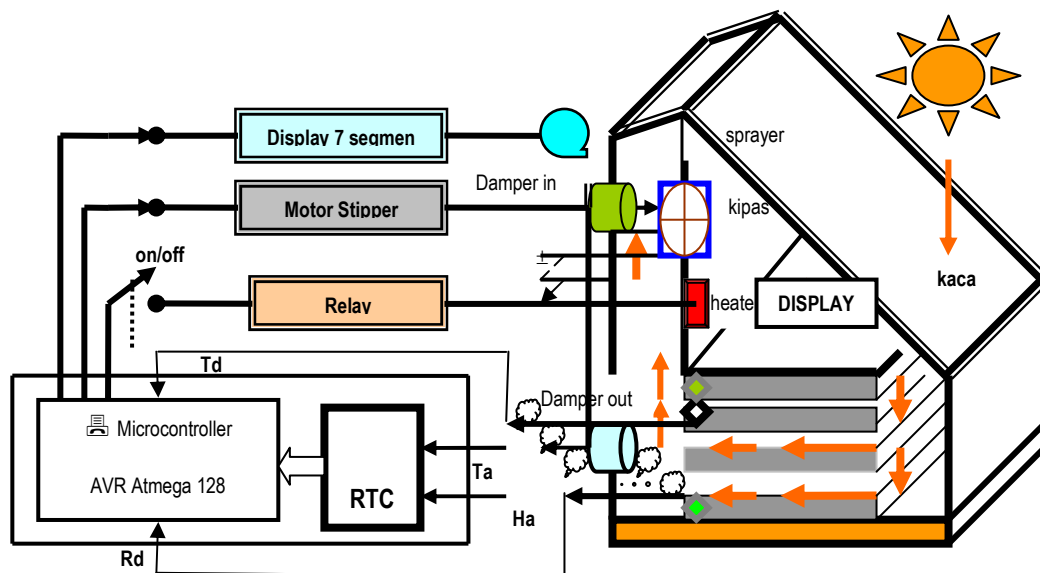 Display 7 segmen
sprayer
Damper in
Motor Stipper
kipas
on/off
±
kaca
Relay
heate
DISPLAY
Td
Damper out
Microcontroller
AVR Atmega 128
RTC
Ta
Ha
Rd